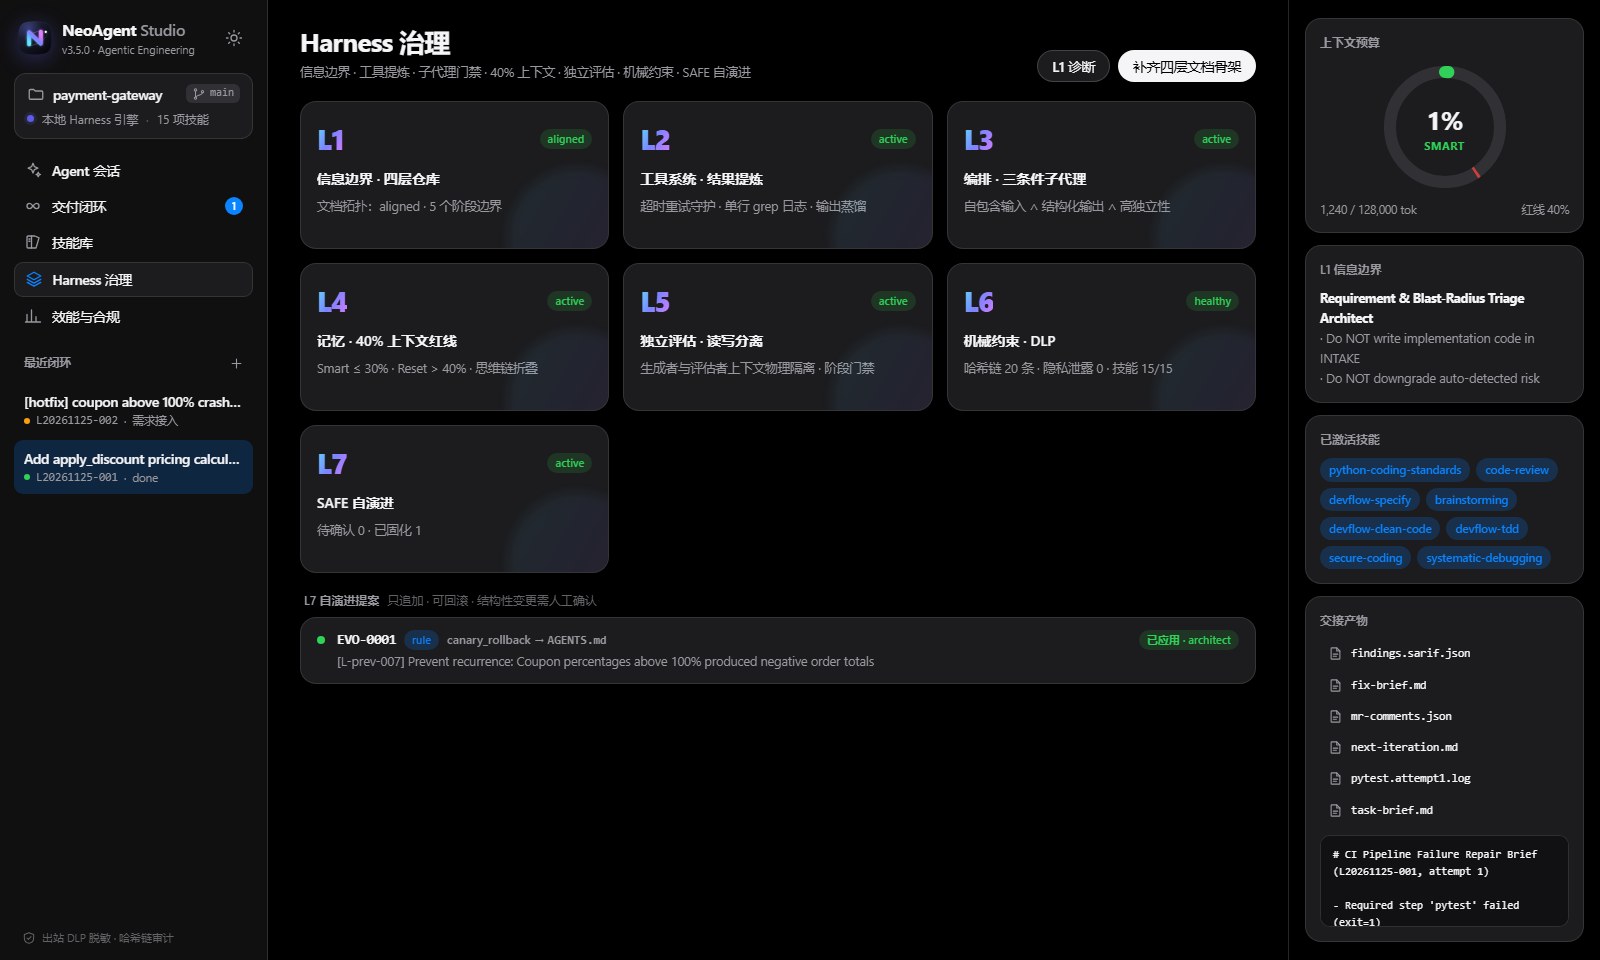 NeoAgent Studio
v3.5.0 · Agentic Engineering
payment-gateway
main
本地 Harness 引擎 · 15 项技能
Agent 会话
交付闭环
1
技能库
Harness 治理
效能与合规
最近闭环
[hotfix] coupon above 100% crash...
L20261125-002 · 需求接入
Add apply_discount pricing calcul...
L20261125-001 · done
出站 DLP 脱敏 · 哈希链审计
Harness 治理
信息边界 · 工具提炼 · 子代理门禁 · 40% 上下文 · 独立评估 · 机械约束 · SAFE 自演进
L1 诊断
补齐四层文档骨架
L1
aligned
信息边界 · 四层仓库
文档拓扑: aligned · 5 个阶段边界
L2
active
工具系统 · 结果提炼
超时重试守护 · 单行 grep 日志 · 输出蒸馏
L3
active
编排 · 三条件子代理
自包含输入 ∧ 结构化输出 ∧ 高独立性
L4
active
记忆 · 40% 上下文红线
Smart ≤ 30% · Reset > 40% · 思维链折叠
L5
active
独立评估 · 读写分离
生成者与评估者上下文物理隔离 · 阶段门禁
L6
healthy
机械约束 · DLP
哈希链 20 条 · 隐私泄露 0 · 技能 15/15
L7
active
SAFE 自演进
待确认 0 · 已固化 1
L7 自演进提案 只追加 · 可回滚 · 结构性变更需人工确认
EVO-0001 rule canary_rollback → AGENTS.md
已应用 · architect
[L-prev-007] Prevent recurrence: Coupon percentages above 100% produced negative order totals
上下文预算
1%
SMART
1,240 / 128,000 tok
红线 40%
L1 信息边界
Requirement & Blast-Radius Triage
Architect
· Do NOT write implementation code in
INTAKE
· Do NOT downgrade auto-detected risk
已激活技能
python-coding-standards
code-review
devflow-specify
brainstorming
devflow-clean-code
devflow-tdd
secure-coding
systematic-debugging
交接产物
findings.sarif.json
fix-brief.md
mr-comments.json
next-iteration.md
pytest.attempt1.log
task-brief.md
# CI Pipeline Failure Repair Brief
(L20261125-001, attempt 1)
- Required step 'pytest' failed
(exit=1)